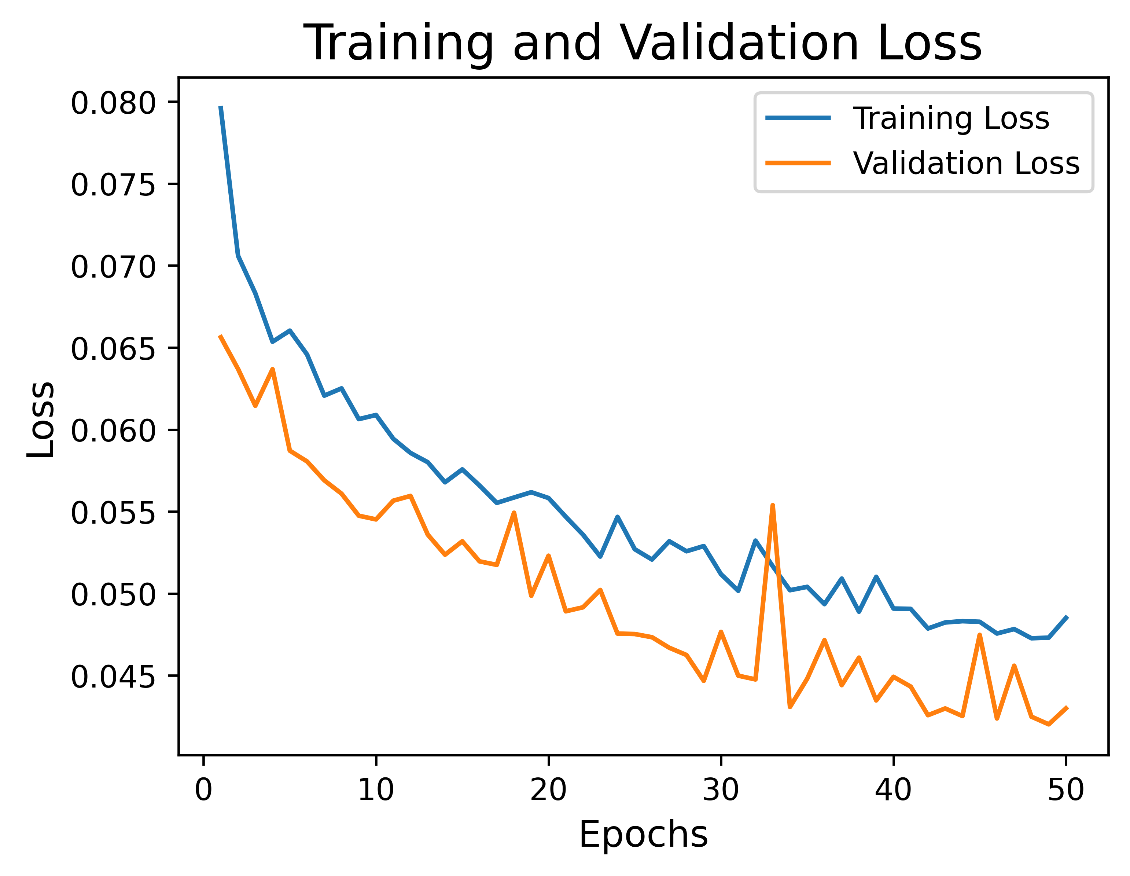 Training and Validation Loss
Training Loss
Validation Loss
0.080
0.075
0.070
0.065
0.060
0.055
0.050
0.045
Loss
0 10 20 30 40 50
Epochs